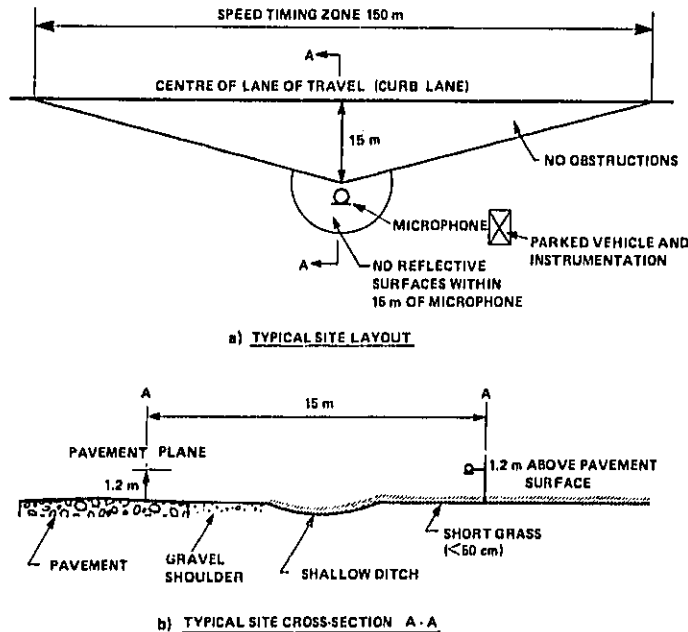 SPEED TIMING ZONE 150 m
A
CENTRE OF LANE OF TRAVEL (CURB LANE)
15
m
NO OBSTRUCTIONS
MICROPHONE
PARKED VEHICLE AND
INSTRUMENTATION
A
NO REFLECTIVE
SURFACES WITHIN
15 m OF MICROPHONE
a) TYPICAL SITE LAYOUT
A
A
15 m
PAVEMENT PLANE
1.2 m
1.2 m ABOVE PAVEMENT
SURFACE
PAVEMENT
GRAVEL
SHOULDER
SHALLOW DITCH
SHORT GRASS
(<50 cm)
b) TYPICAL SITE CROSS-SECTION A - A